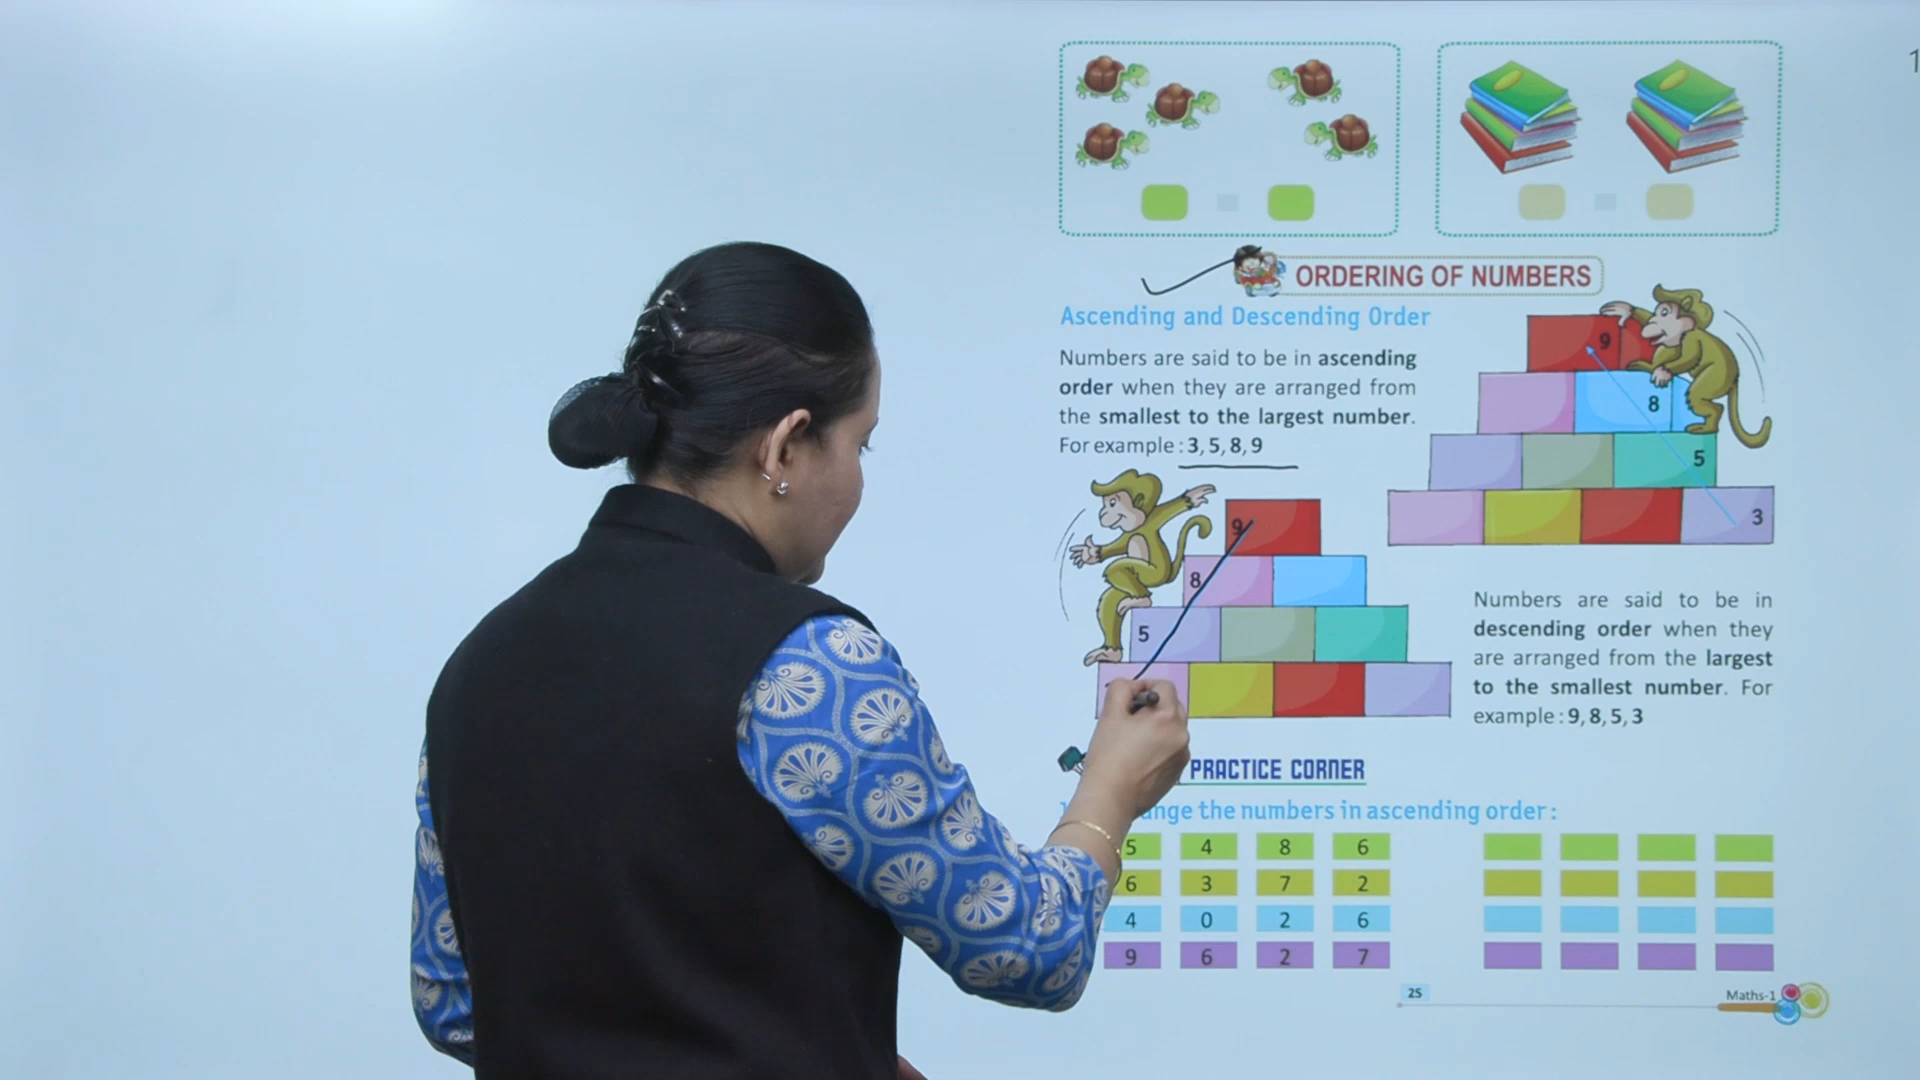 1
ORDERING OF NUMBERS
Ascending and Descending Order
Numbers are said to be in ascending
order when they are arranged from
the smallest to the largest number.
For example : 3, 5, 8, 9
9
8
5
3
9
8
5
Numbers are said to be in
descending order when they
are arranged from the largest
to the smallest number. For
example : 9, 8, 5, 3
PRACTICE CORNER
the numbers in ascending order :
5 4 8 6
6 3 7 2
4 0 2 6
9 6 2 7
25
Maths-1